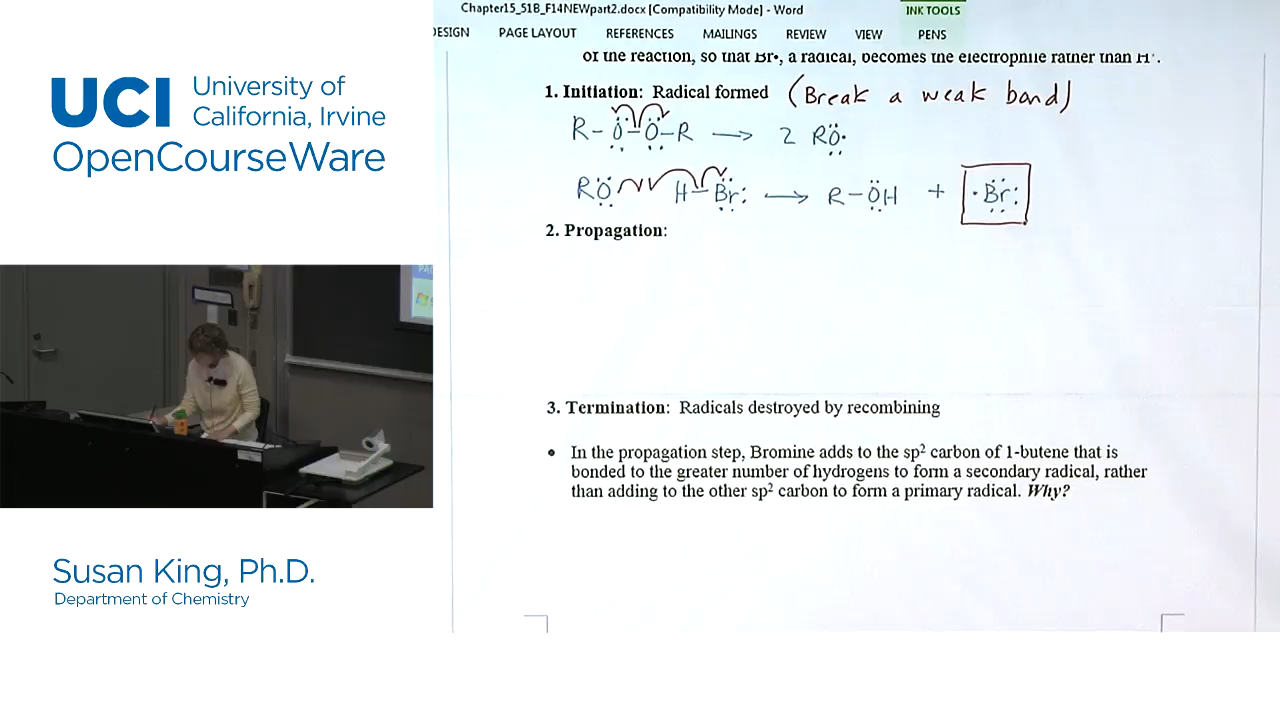 Chapter15_51B_F14NEWpart2.docx [Compatibility Mode] - Word
INK TOOLS
DESIGN PAGE LAYOUT REFERENCES MAILINGS REVIEW VIEW PENS
of the reaction, so that Br•, a radical, becomes the electrophile rather than H⁺.
1. Initiation: Radical formed (Break a weak bond)
R-O-O-R → 2 RO·
RO H-Br: → R-OH + ·Br:
2. Propagation:
3. Termination: Radicals destroyed by recombining
• In the propagation step, Bromine adds to the sp² carbon of 1-butene that is
bonded to the greater number of hydrogens to form a secondary radical, rather
than adding to the other sp² carbon to form a primary radical. Why?
UCI University of
California, Irvine
OpenCourseWare
Susan King, Ph.D.
Department of Chemistry